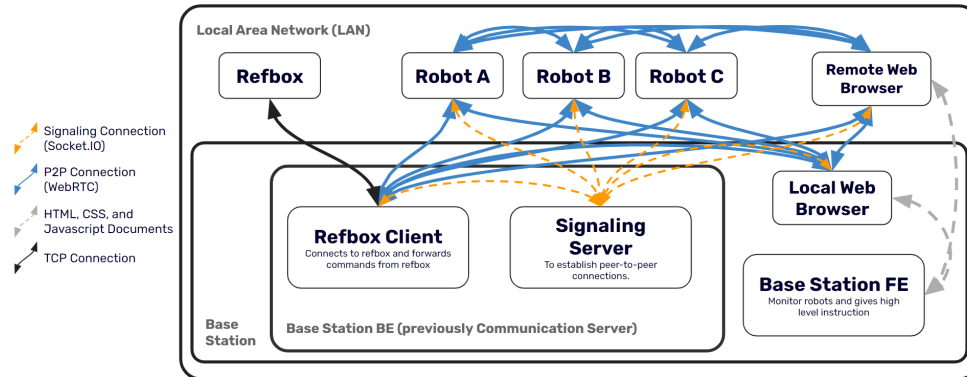 Local Area Network (LAN)
Refbox
Robot A
Robot B
Robot C
Remote Web
Browser
Signaling Connection
(Socket.IO)
P2P Connection
(WebRTC)
HTML, CSS, and
Javascript Documents
TCP Connection
Local Web
Browser
Refbox Client
Connects to refbox and forwards
commands from refbox
Signaling
Server
To establish peer-to-peer
connections.
Base Station FE
Monitor robots and gives high
level instruction
Base
Station
Base Station BE (previously Communication Server)